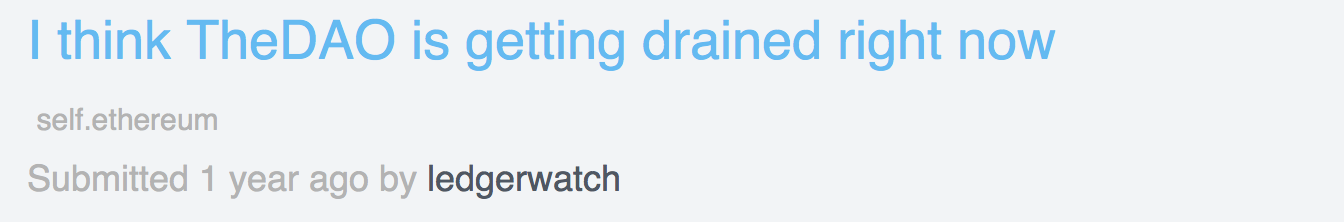 I think TheDAO is getting drained right now
self.ethereum
Submitted 1 year ago by ledgerwatch